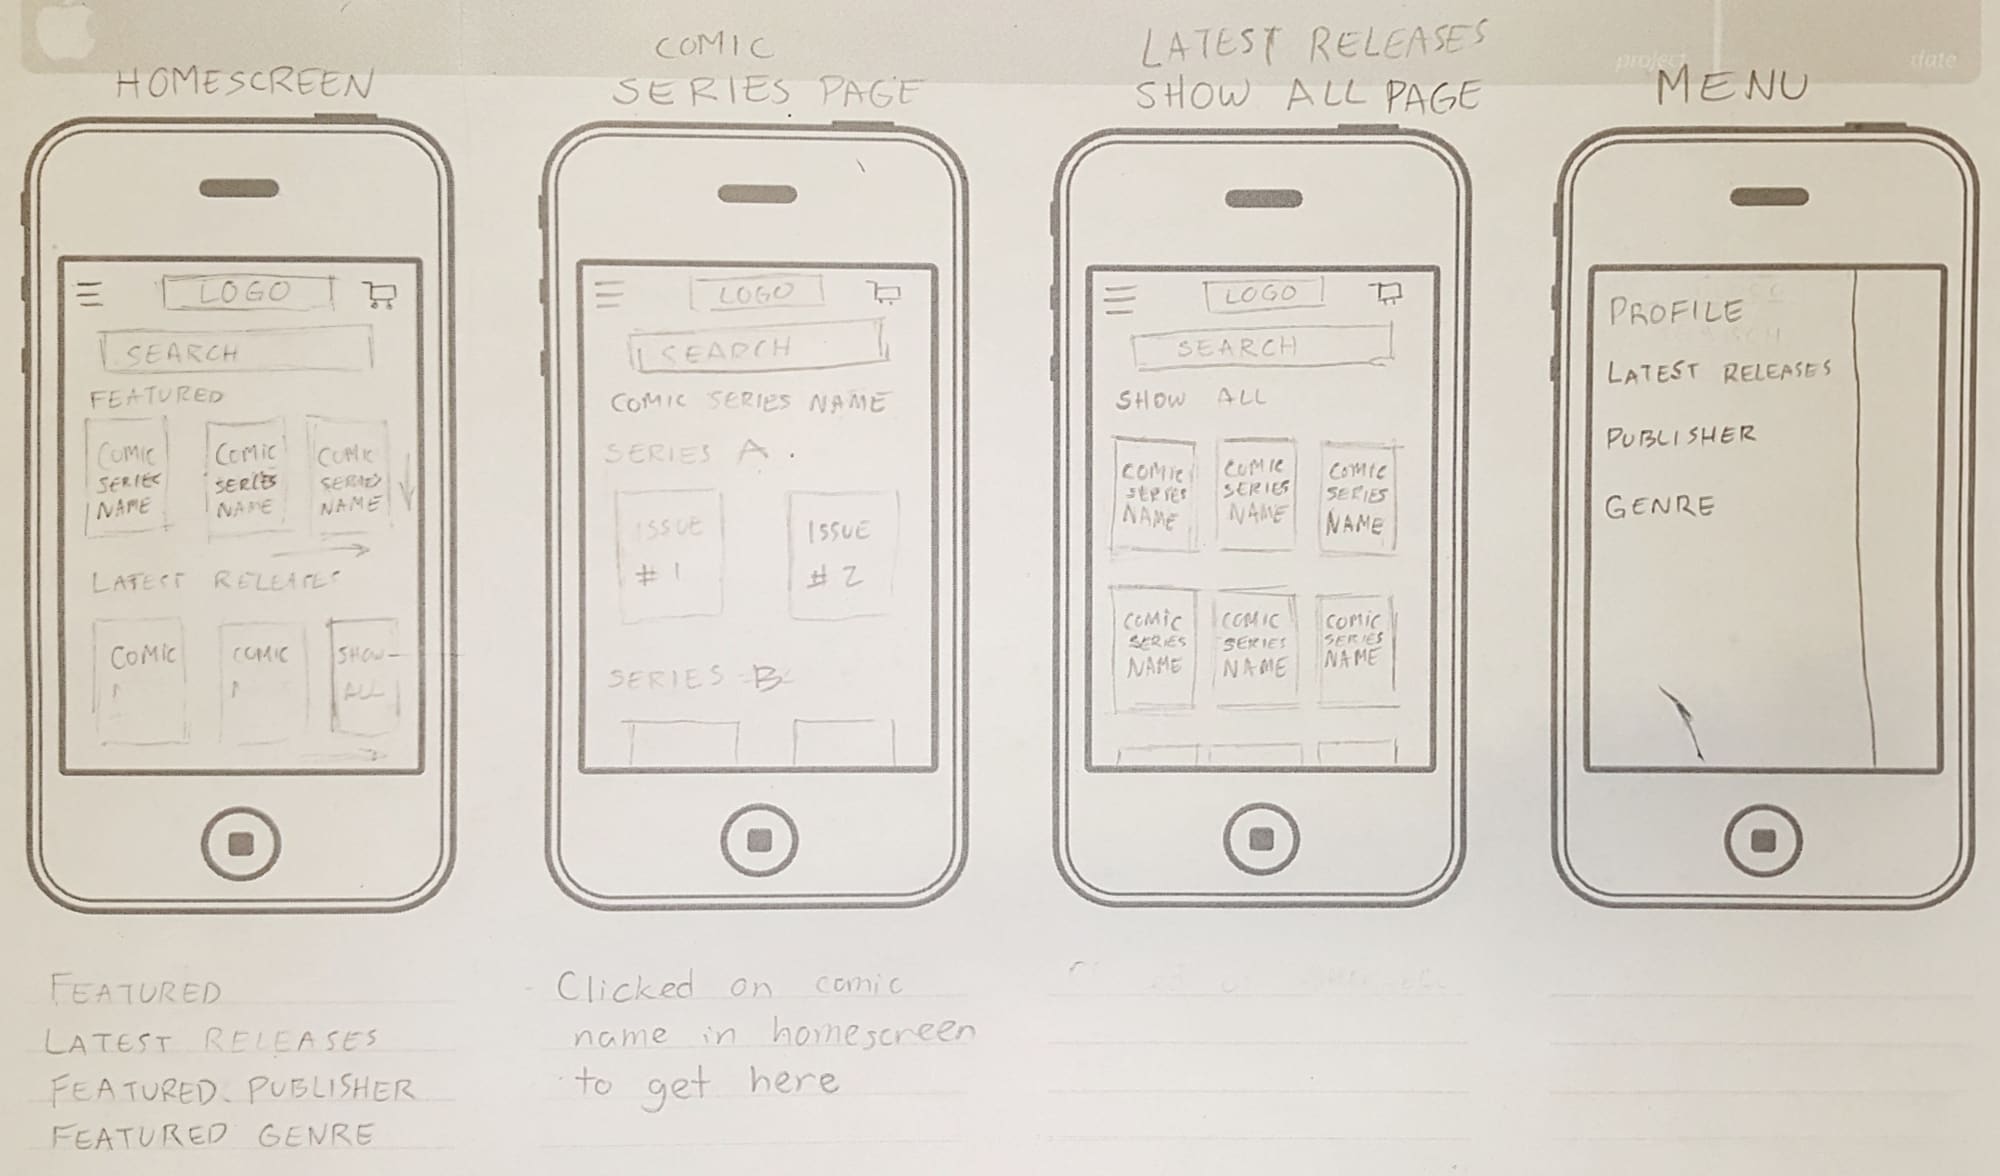 project
date
HOMESCREEN
LOGO
SEARCH
FEATURED
COMIC
SERIES
NAME
COMIC
SERIES
NAME
COMIC
SERIES
NAME
LATEST RELEASES
COMIC
COMIC
SHOW
ALL
FEATURED
LATEST RELEASES
FEATURED PUBLISHER
FEATURED GENRE
COMIC
SERIES PAGE
LOGO
SEARCH
COMIC SERIES NAME
SERIES A
ISSUE
# 1
ISSUE
# 2
SERIES B
Clicked on comic
name in homescreen
to get here
LATEST RELEASES
SHOW ALL PAGE
LOGO
SEARCH
SHOW ALL
COMIC
SERIES
NAME
COMIC
SERIES
NAME
COMIC
SERIES
NAME
COMIC
SERIES
NAME
COMIC
SERIES
NAME
COMIC
SERIES
NAME
MENU
PROFILE
LATEST RELEASES
PUBLISHER
GENRE